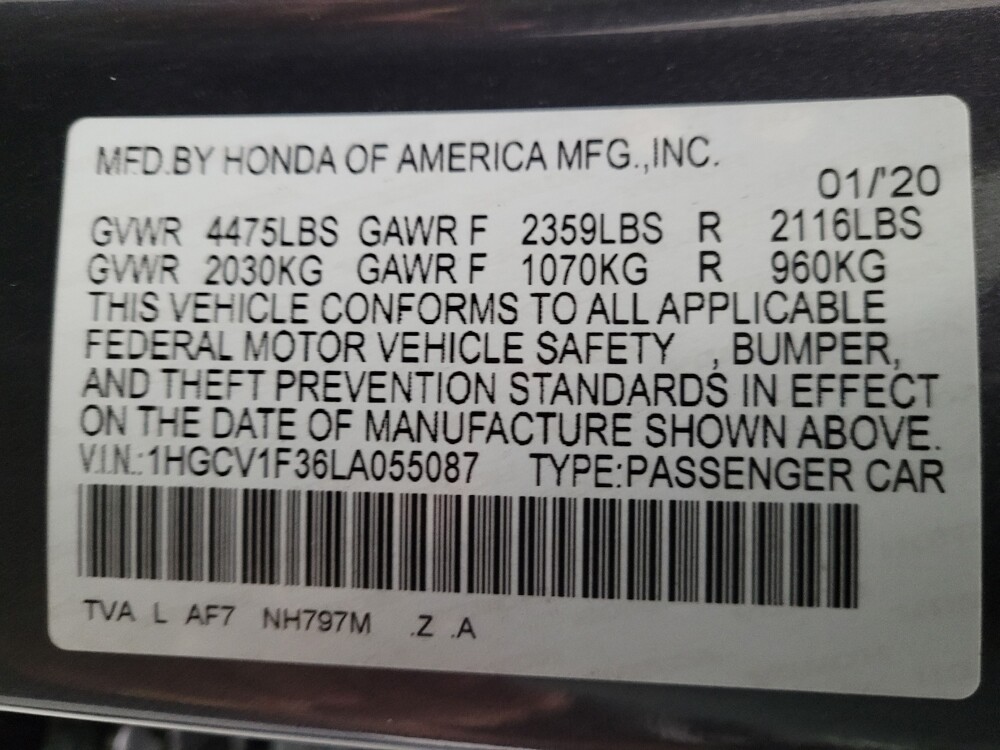 MFD.BY HONDA OF AMERICA MFG.,INC.
01/'20
GVWR 4475LBS GAWR F 2359LBS R 2116LBS
GVWR 2030KG GAWR F 1070KG R 960KG
THIS VEHICLE CONFORMS TO ALL APPLICABLE
FEDERAL MOTOR VEHICLE SAFETY , BUMPER,
AND THEFT PREVENTION STANDARDS IN EFFECT
ON THE DATE OF MANUFACTURE SHOWN ABOVE.
V.I.N.:1HGCV1F36LA055087 TYPE:PASSENGER CAR
TVA L AF7 NH797M .Z .A